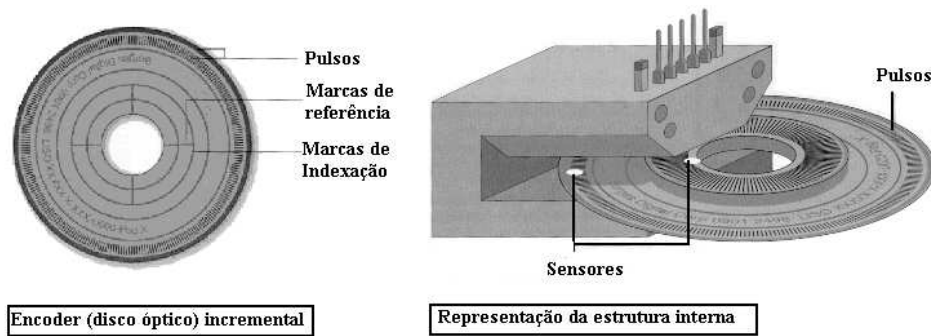 Pulsos
Marcas de
referência
Marcas de
Indexação
Encoder (disco óptico) incremental
Pulsos
Sensores
Representação da estrutura interna